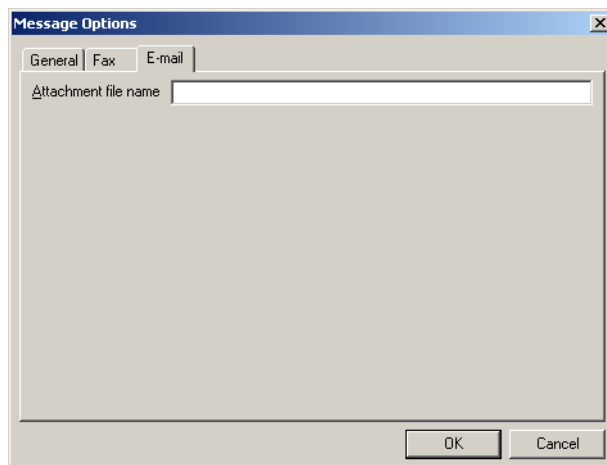 Message Options
General Fax E-mail
Attachment file name
OK Cancel